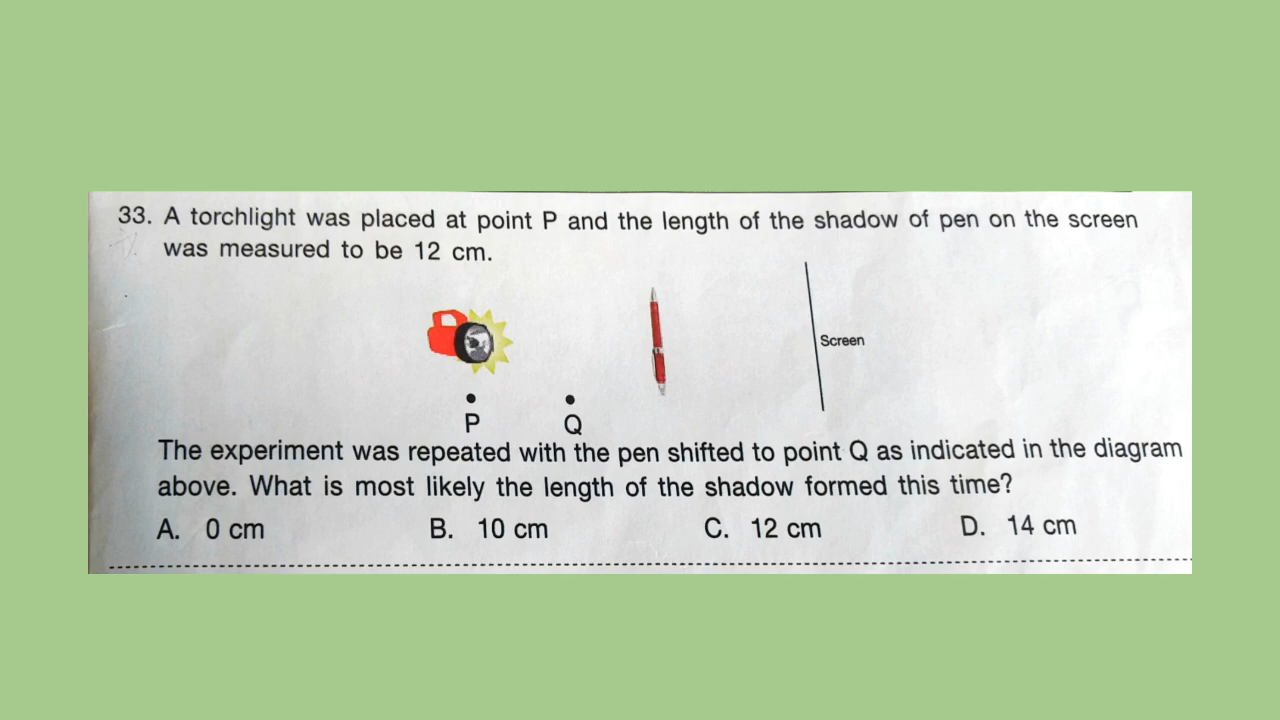 33. A torchlight was placed at point P and the length of the shadow of pen on the screen
was measured to be 12 cm.
Screen
P Q
The experiment was repeated with the pen shifted to point Q as indicated in the diagram
above. What is most likely the length of the shadow formed this time?
A. 0 cm B. 10 cm C. 12 cm D. 14 cm